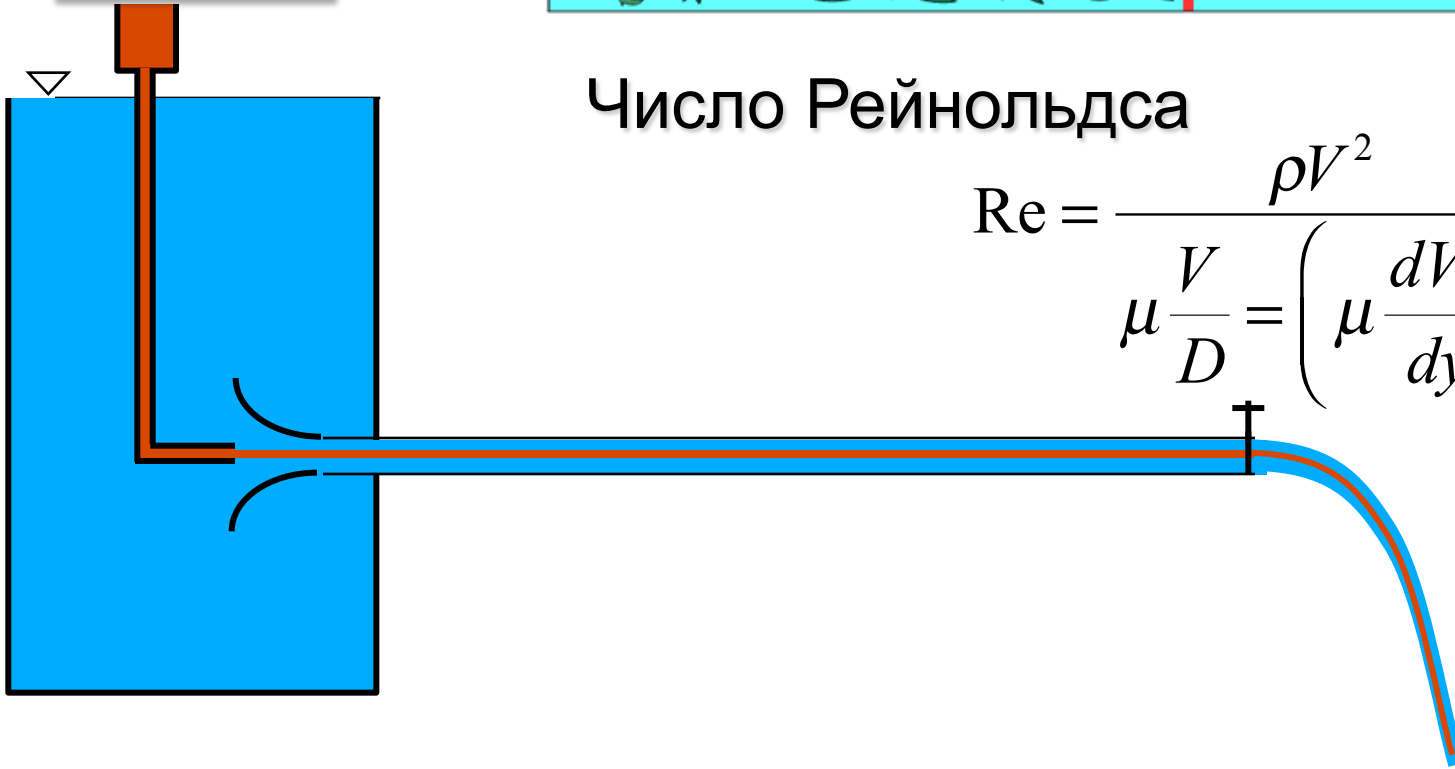 Число Рейнольдса
Re = ρV²
μ V/D = ( μ dV/dy